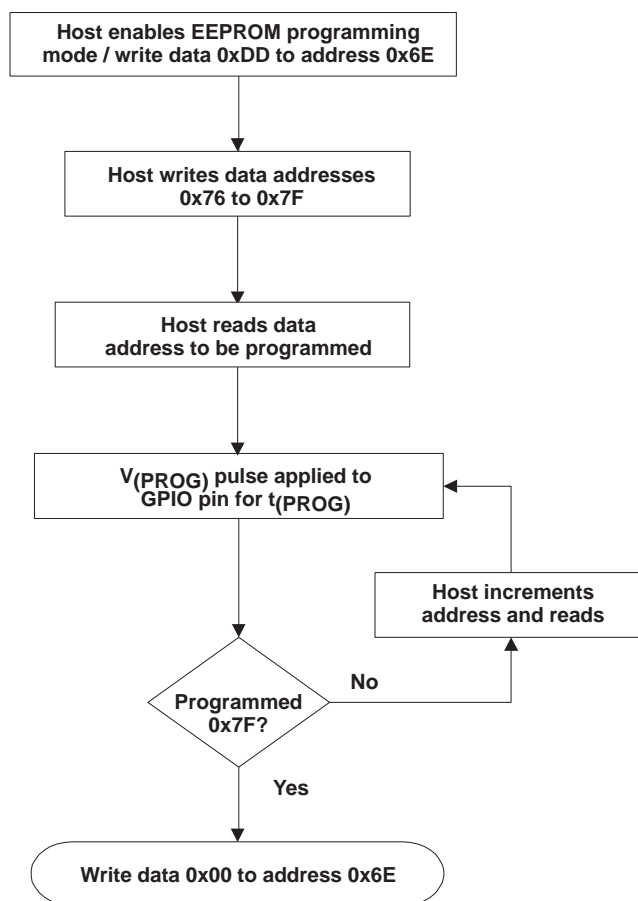 Host enables EEPROM programming
mode / write data 0xDD to address 0x6E
Host writes data addresses
0x76 to 0x7F
Host reads data
address to be programmed
V(PROG) pulse applied to
GPIO pin for t(PROG)
Host increments
address and reads
No
Programmed
0x7F?
Yes
Write data 0x00 to address 0x6E